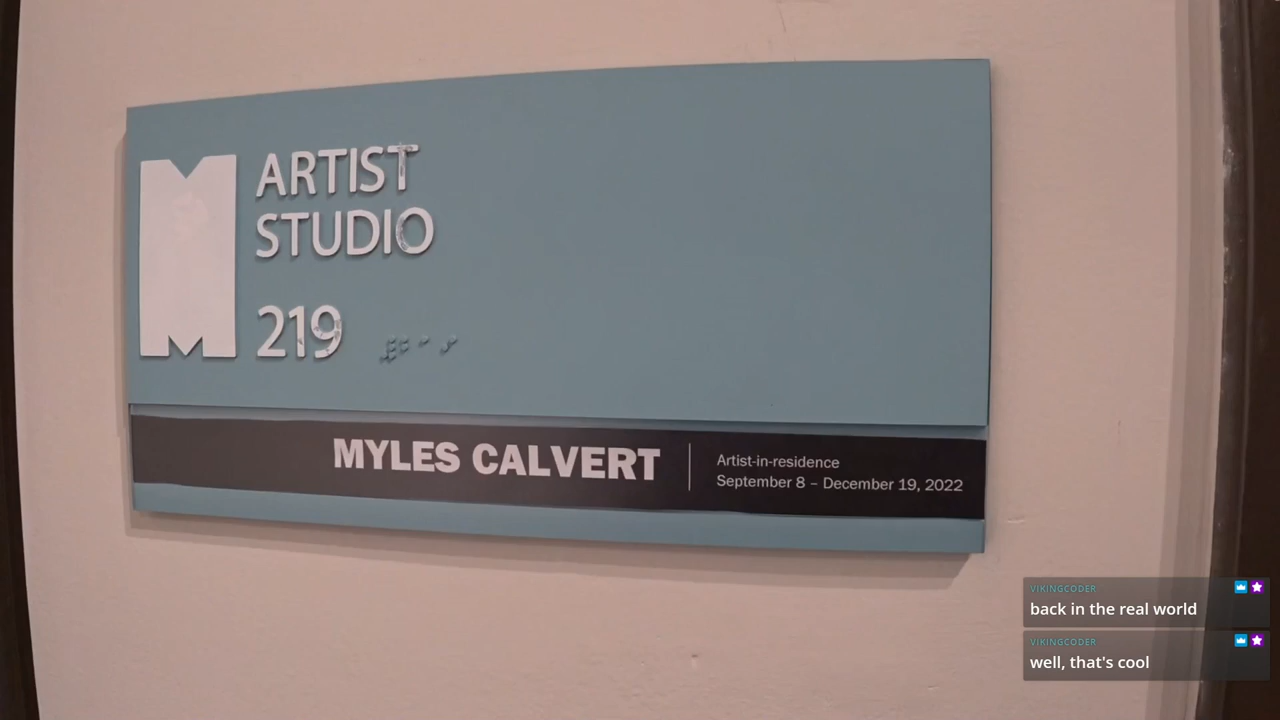 M
ARTIST
STUDIO
219
MYLES CALVERT
Artist-in-residence
September 8 – December 19, 2022
VIKINGCODER
back in the real world
VIKINGCODER
well, that's cool